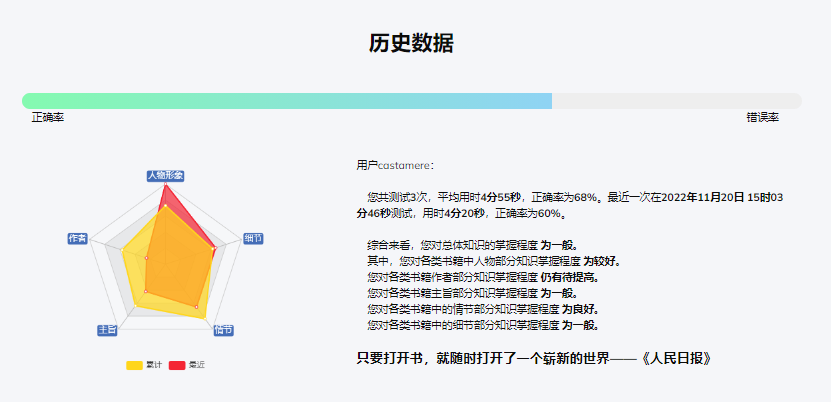 历史数据
正确率
错误率
用户castamere：
您共测试3次，平均用时4分55秒，正确率为68%。最近一次在2022年11月20日 15时03
分46秒测试，用时4分20秒，正确率为60%。
综合来看，您对总体知识的掌握程度 为一般。
其中，您对各类书籍中人物部分知识掌握程度 为较好。
您对各类书籍作者部分知识掌握程度 仍有待提高。
您对各类书籍主旨部分知识掌握程度 为一般。
您对各类书籍中的情节部分知识掌握程度 为良好。
您对各类书籍中的细节部分知识掌握程度 为一般。
只要打开书，就随时打开了一个崭新的世界——《人民日报》
人物形象
作者
细节
主旨
情节
累计
最近